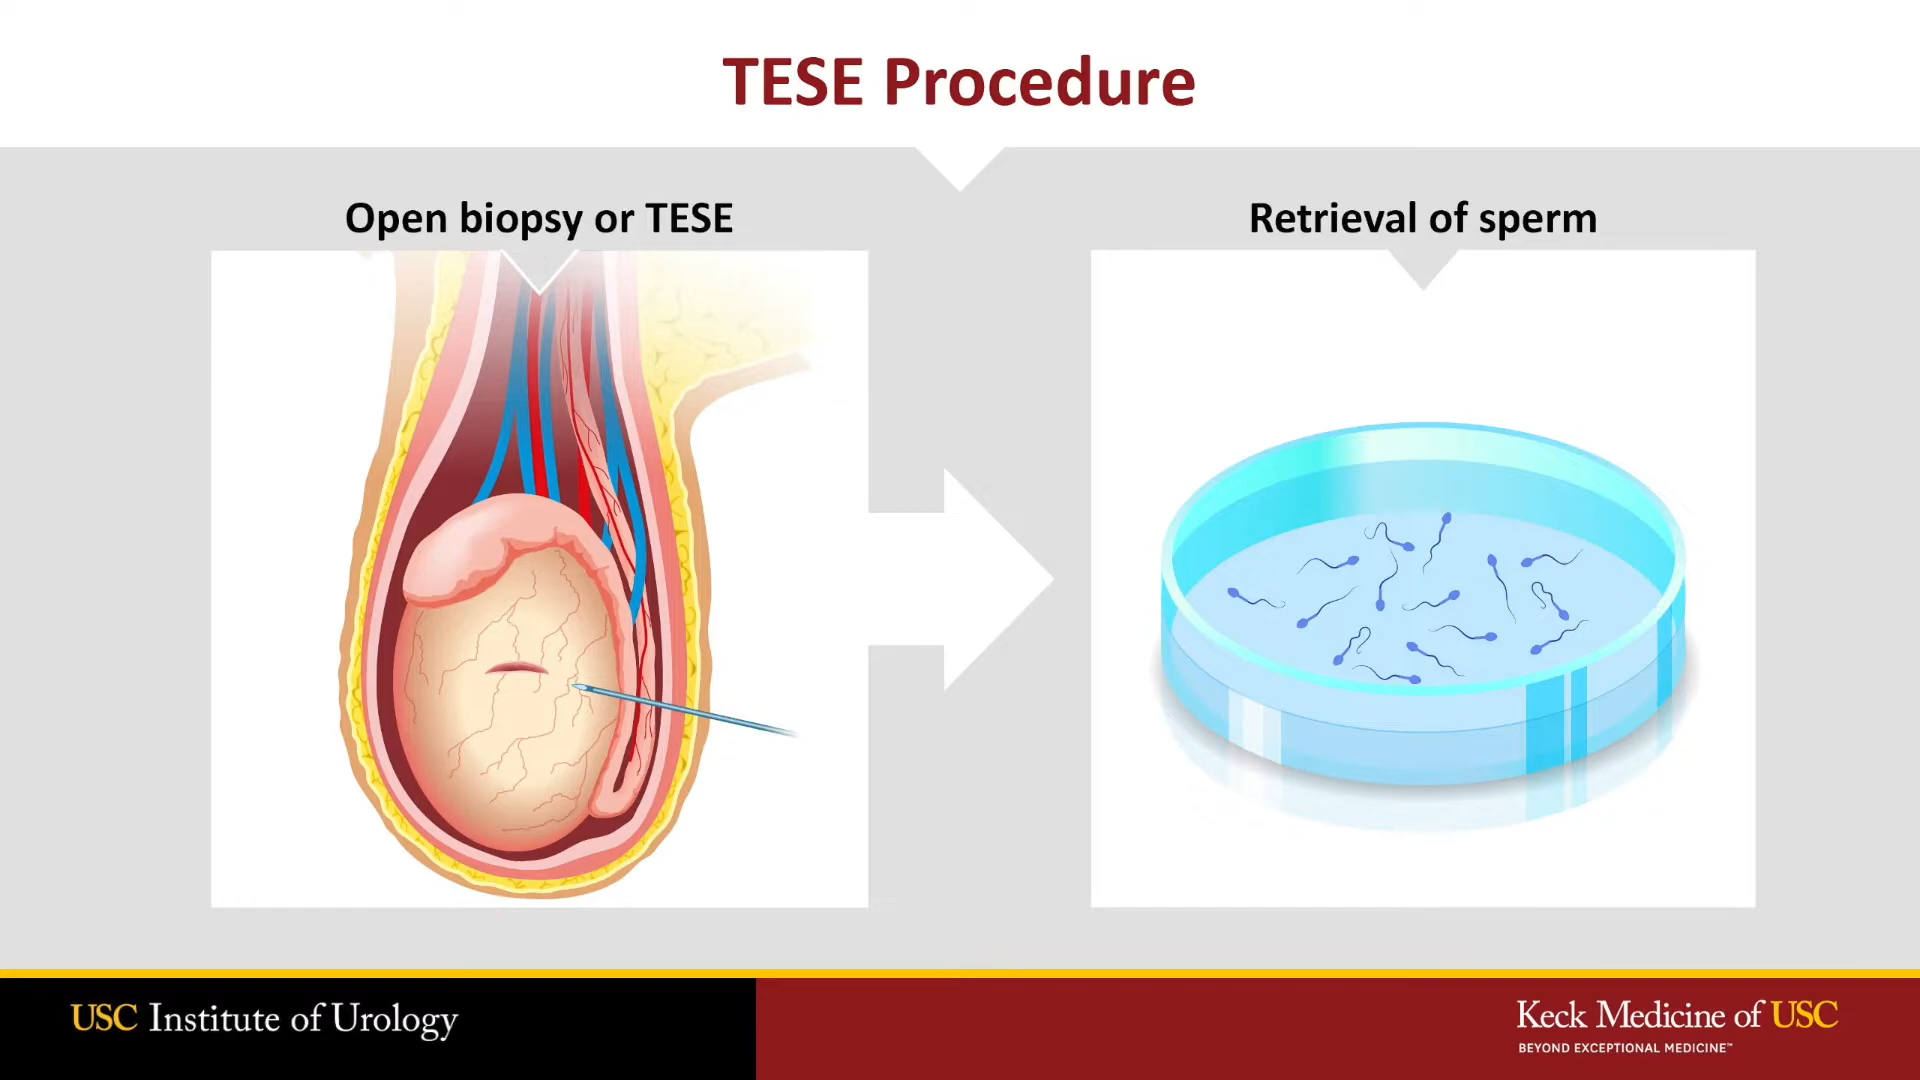 TESE Procedure
Open biopsy or TESE
Retrieval of sperm
USC Institute of Urology
Keck Medicine of USC
BEYOND EXCEPTIONAL MEDICINE™